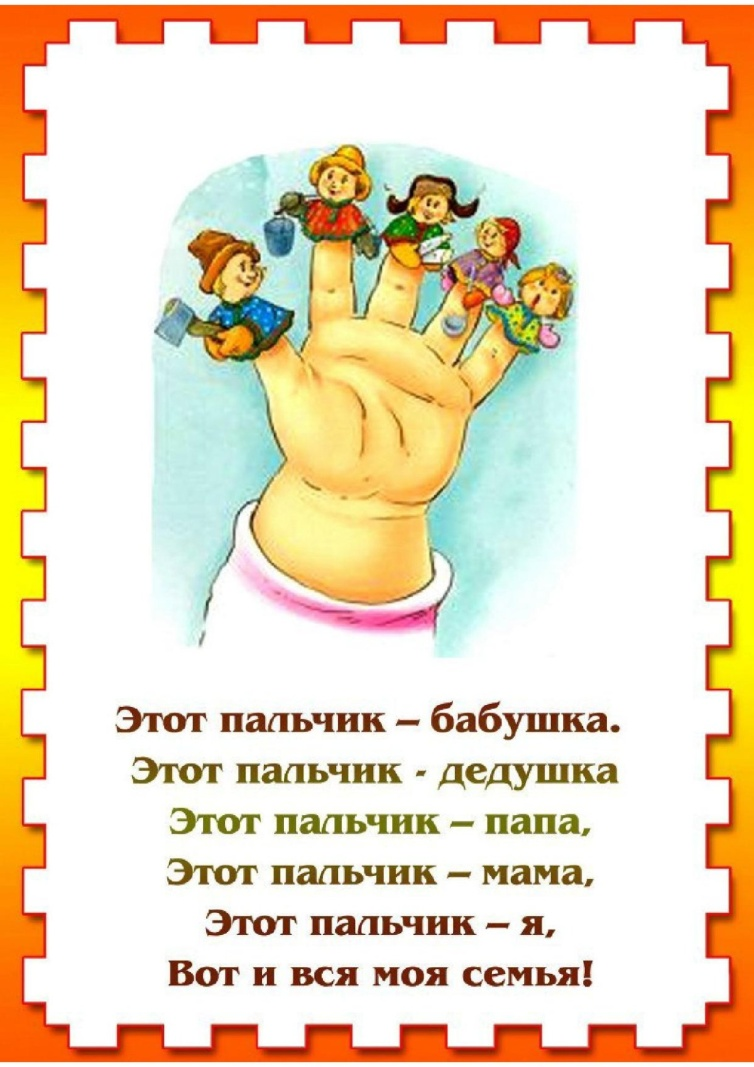 Этот пальчик – бабушка.
Этот пальчик - дедушка
Этот пальчик – папа,
Этот пальчик – мама,
Этот пальчик – я,
Вот и вся моя семья!